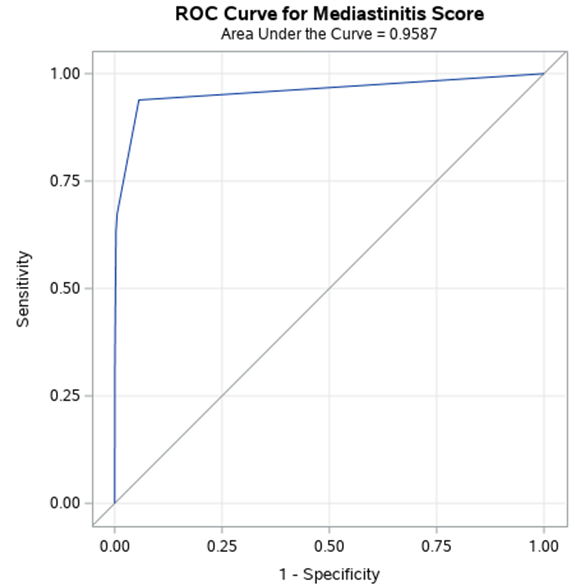 ROC Curve for Mediastinitis Score
Area Under the Curve = 0.9587
1.00
0.75
0.50
0.25
0.00
Sensitivity
0.00 0.25 0.50 0.75 1.00
1 - Specificity